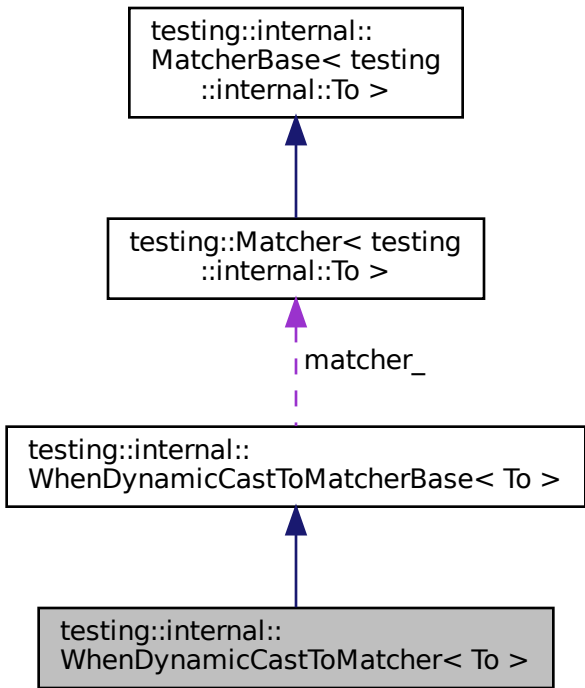 testing::internal::
MatcherBase< testing
::internal::To >
testing::Matcher< testing
::internal::To >
matcher_
testing::internal::
WhenDynamicCastToMatcherBase< To >
testing::internal::
WhenDynamicCastToMatcher< To >